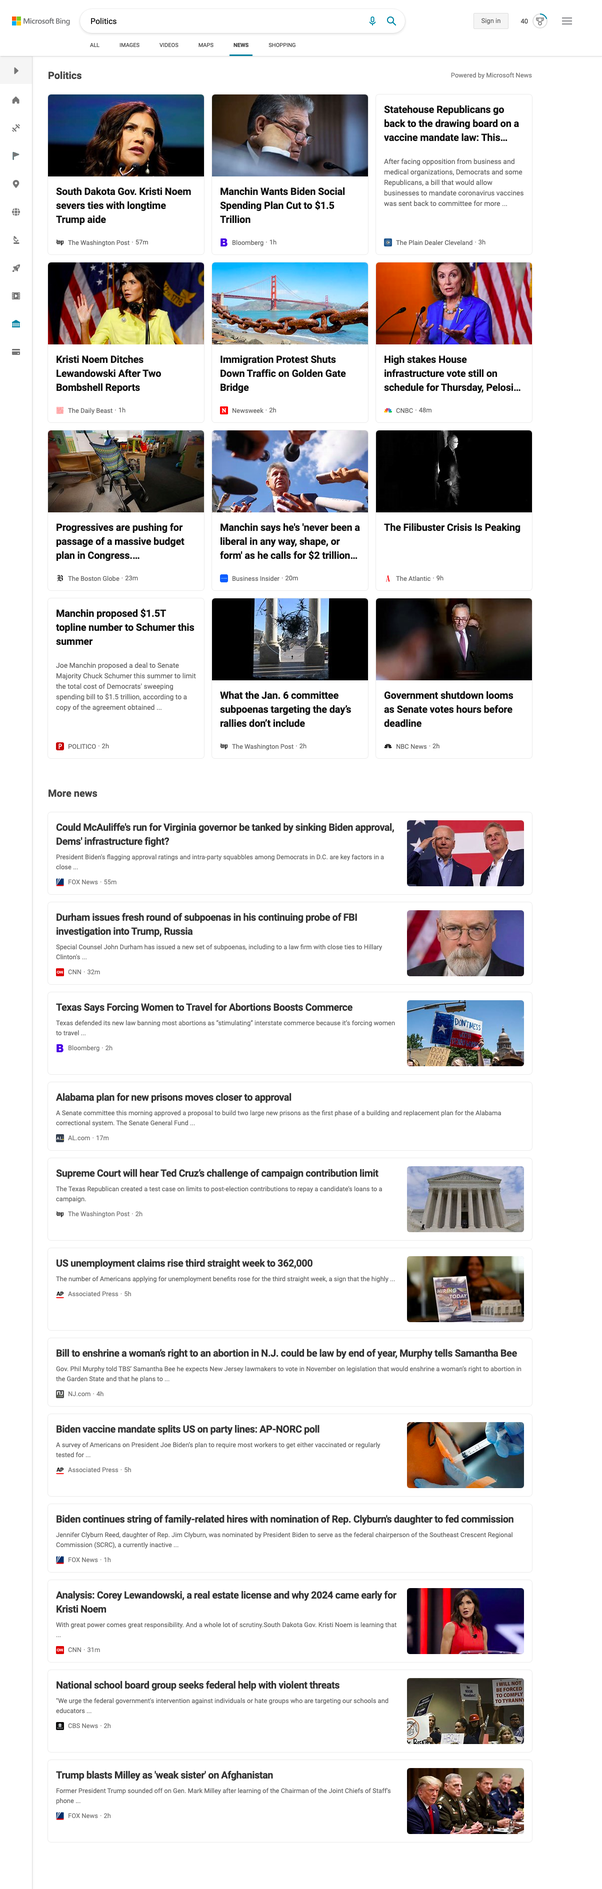 Microsoft Bing
Politics
Sign in
40
ALL
IMAGES
VIDEOS
MAPS
NEWS
SHOPPING
Politics
Powered by Microsoft News
South Dakota Gov. Kristi Noem
severs ties with longtime
Trump aide
The Washington Post · 57m
Manchin Wants Biden Social
Spending Plan Cut to $1.5
Trillion
Bloomberg · 1h
Statehouse Republicans go
back to the drawing board on a
vaccine mandate law: This...
After facing opposition from business and
medical organizations, Democrats and some
Republicans, a bill that would allow
businesses to mandate coronavirus vaccines
was sent back to committee for more ...
The Plain Dealer Cleveland · 3h
Kristi Noem Ditches
Lewandowski After Two
Bombshell Reports
The Daily Beast · 1h
Immigration Protest Shuts
Down Traffic on Golden Gate
Bridge
Newsweek · 2h
High stakes House
infrastructure vote still on
schedule for Thursday, Pelosi...
CNBC · 48m
Progressives are pushing for
passage of a massive budget
plan in Congress....
The Boston Globe · 23m
Manchin says he's 'never been a
liberal in any way, shape, or
form' as he calls for $2 trillion...
Business Insider · 20m
The Filibuster Crisis Is Peaking
The Atlantic · 9h
Manchin proposed $1.5T
topline number to Schumer this
summer
Joe Manchin proposed a deal to Senate
Majority Chuck Schumer this summer to limit
the total cost of Democrats' sweeping
spending bill to $1.5 trillion, according to a
copy of the agreement obtained ...
POLITICO · 2h
What the Jan. 6 committee
subpoenas targeting the day's
rallies don't include
The Washington Post · 2h
Government shutdown looms
as Senate votes hours before
deadline
NBC News · 2h
More news
Could McAuliffe's run for Virginia governor be tanked by sinking Biden approval,
Dems' infrastructure fight?
President Biden's flagging approval ratings and intra-party squabbles among Democrats in D.C. are key factors in a
close ...
FOX News · 55m
Durham issues fresh round of subpoenas in his continuing probe of FBI
investigation into Trump, Russia
Special Counsel John Durham has issued a new set of subpoenas, including to a law firm with close ties to Hillary
Clinton's ...
CNN · 32m
Texas Says Forcing Women to Travel for Abortions Boosts Commerce
Texas defended its new law banning most abortions as "stimulating" interstate commerce because it's forcing women
to travel ...
Bloomberg · 2h
DON'T MESS
Alabama plan for new prisons moves closer to approval
A Senate committee this morning approved a proposal to build two large new prisons as the first phase of a building and replacement plan for the Alabama
correctional system. The Senate General Fund ...
AL.com · 17m
Supreme Court will hear Ted Cruz's challenge of campaign contribution limit
The Texas Republican created a test case on limits to post-election contributions to repay a candidate's loans to a
campaign.
The Washington Post · 2h
US unemployment claims rise third straight week to 362,000
The number of Americans applying for unemployment benefits rose for the third straight week, a sign that the highly ...
Associated Press · 5h
Bill to enshrine a woman's right to an abortion in N.J. could be law by end of year, Murphy tells Samantha Bee
Gov. Phil Murphy told TBS' Samantha Bee he expects New Jersey lawmakers to vote in November on legislation that would enshrine a woman's right to abortion in
the Garden State and that he plans to ...
NJ.com · 4h
Biden vaccine mandate splits US on party lines: AP-NORC poll
A survey of Americans on President Joe Biden's plan to require most workers to get either vaccinated or regularly
tested for ...
Associated Press · 5h
Biden continues string of family-related hires with nomination of Rep. Clyburn's daughter to fed commission
Jennifer Clyburn Reed, daughter of Rep. Jim Clyburn, was nominated by President Biden to serve as the federal chairperson of the Southeast Crescent Regional
Commission (SCRC), a currently inactive ...
FOX News · 1h
Analysis: Corey Lewandowski, a real estate license and why 2024 came early for
Kristi Noem
With great power comes great responsibility. And a whole lot of scrutiny.South Dakota Gov. Kristi Noem is learning that
...
CNN · 31m
National school board group seeks federal help with violent threats
"We urge the federal government's intervention against individuals or hate groups who are targeting our schools and
educators ...
CBS News · 2h
I WILL NOT
BE FORCED
TO COMPLY
TO TYRANNY
Trump blasts Milley as 'weak sister' on Afghanistan
Former President Trump sounded off on Gen. Mark Milley after learning of the Chairman of the Joint Chiefs of Staff's
phone ...
FOX News · 2h